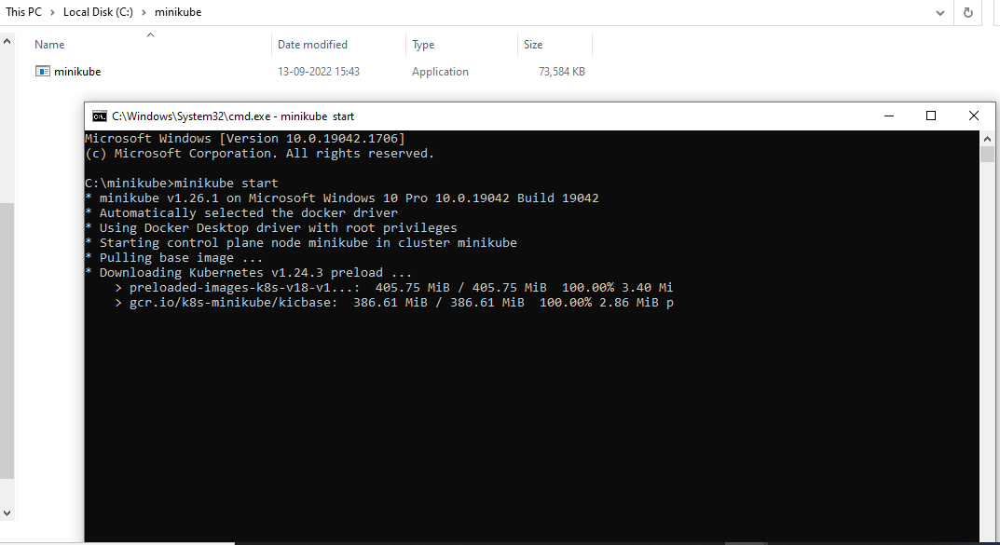 This PC > Local Disk (C:) > minikube
Name Date modified Type Size
minikube 13-09-2022 15:43 Application 73,584 KB
C:\Windows\System32\cmd.exe - minikube start
Microsoft Windows [Version 10.0.19042.1706]
(c) Microsoft Corporation. All rights reserved.
C:\minikube>minikube start
* minikube v1.26.1 on Microsoft Windows 10 Pro 10.0.19042 Build 19042
* Automatically selected the docker driver
* Using Docker Desktop driver with root privileges
* Starting control plane node minikube in cluster minikube
* Pulling base image ...
* Downloading Kubernetes v1.24.3 preload ...
> preloaded-images-k8s-v18-v1...: 405.75 MiB / 405.75 MiB 100.00% 3.40 Mi
> gcr.io/k8s-minikube/kicbase: 386.61 MiB / 386.61 MiB 100.00% 2.86 MiB p